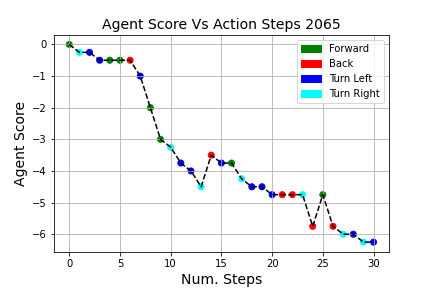 Agent Score Vs Action Steps 2065
Forward
Back
Turn Left
Turn Right
Agent Score
0
−1
−2
−3
−4
−5
−6
0 5 10 15 20 25 30
Num. Steps